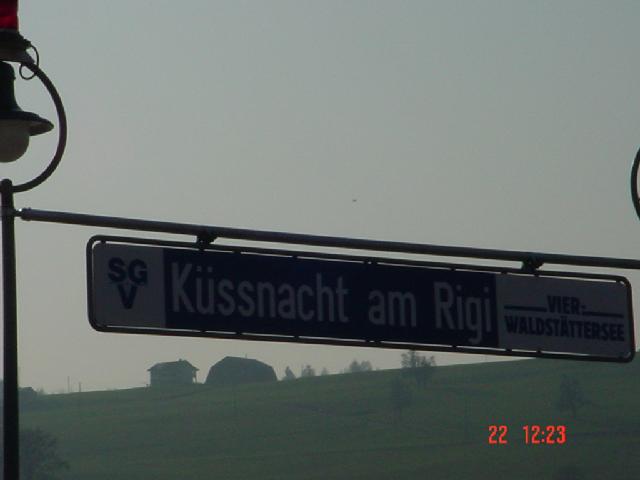 SG
V
Küssnacht am Rigi
VIER-
WALDSTÄTTERSEE
22 12:23